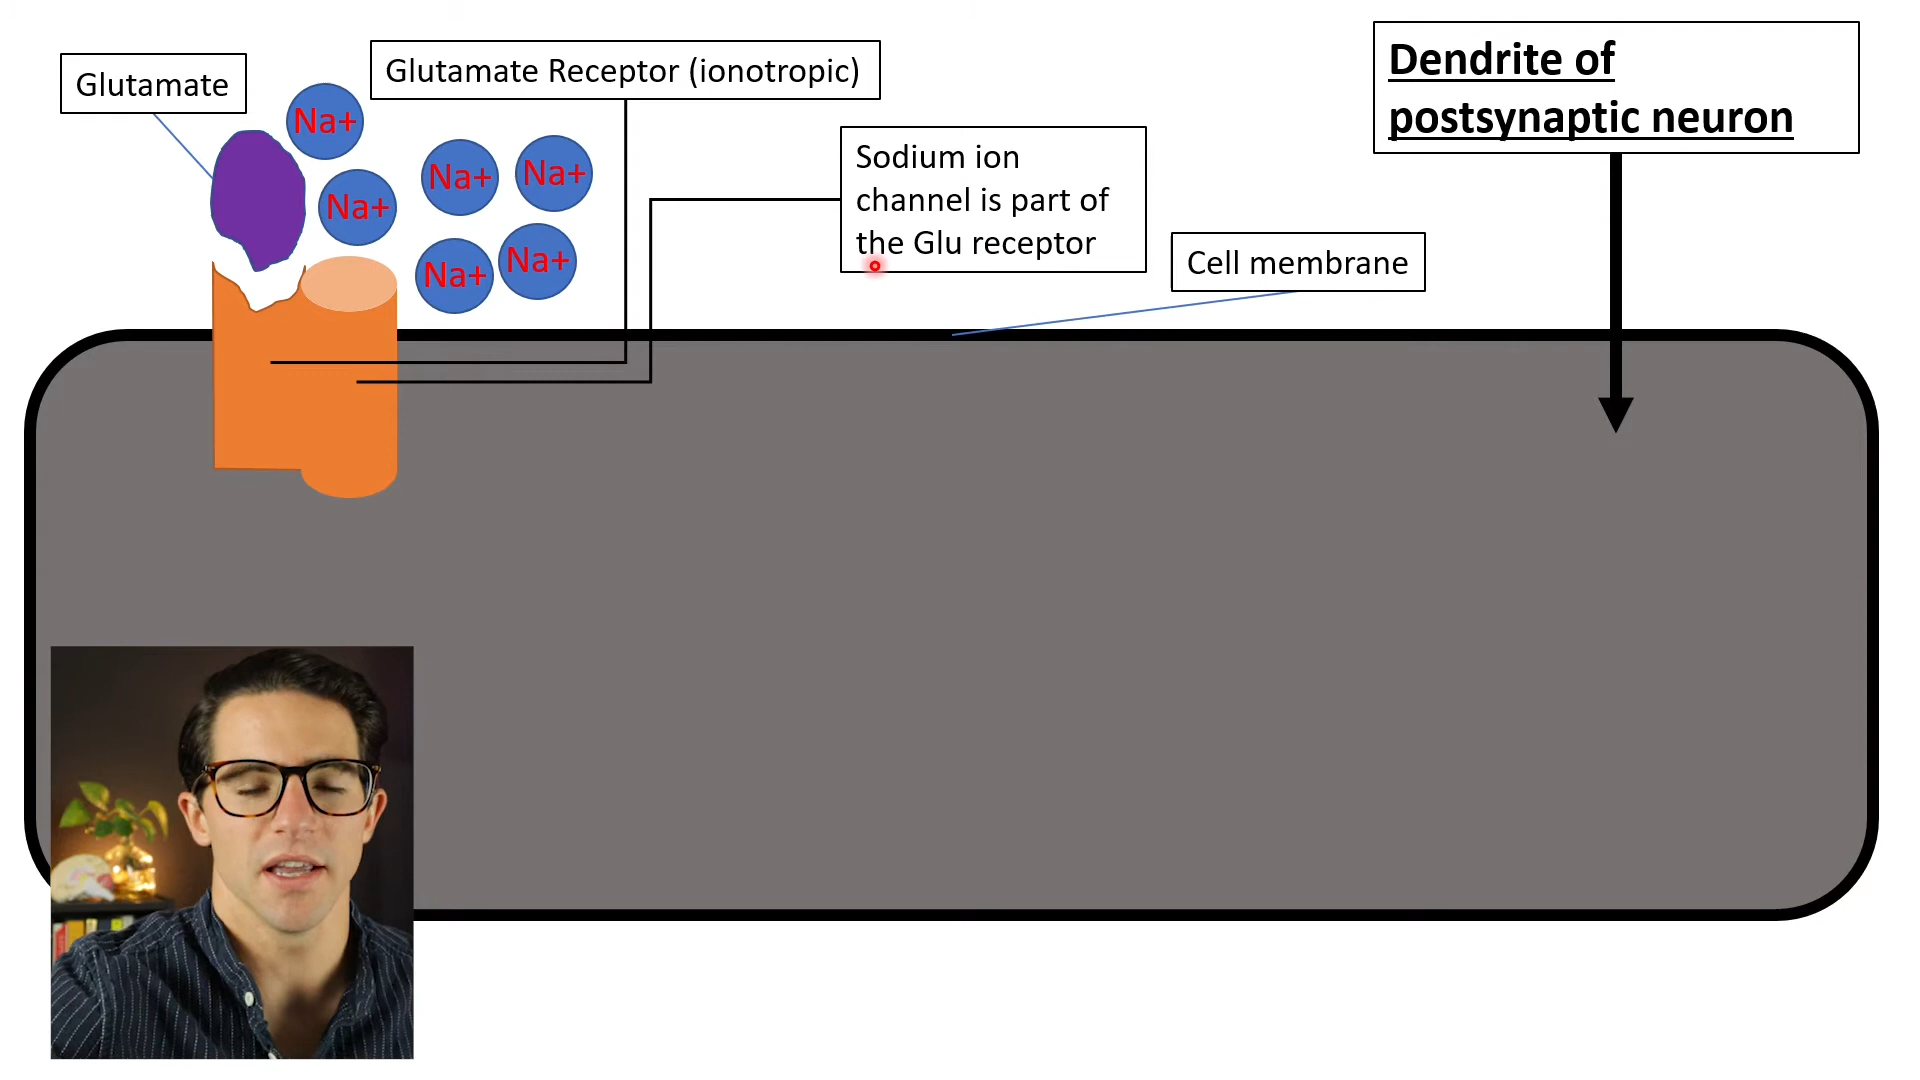 Glutamate
Glutamate Receptor (ionotropic)
Dendrite of
postsynaptic neuron
Na+
Na+
Na+
Na+
Na+
Na+
Sodium ion
channel is part of
the Glu receptor
Cell membrane